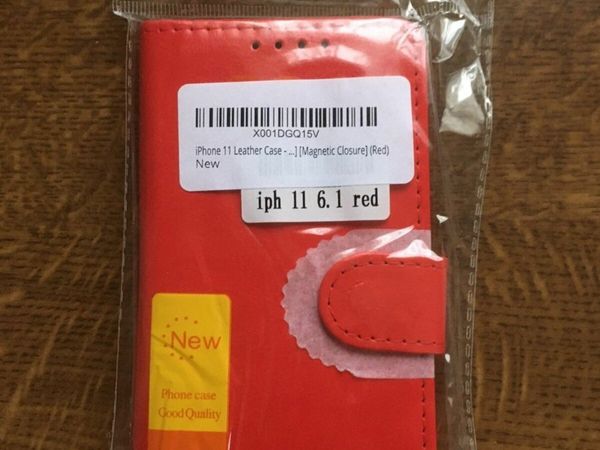 X001DGQ15V
iPhone 11 Leather Case - ...] [Magnetic Closure] (Red)
New
iph 11 6.1 red
New
Phone case
Good Quality